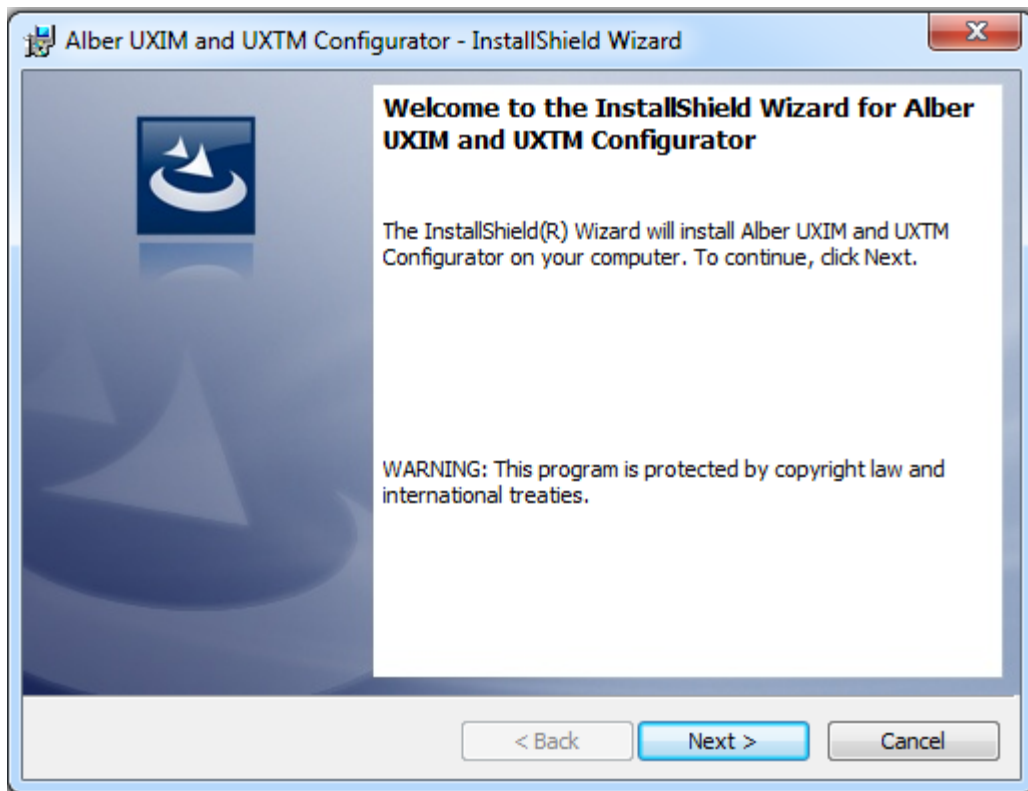 Alber UXIM and UXTM Configurator - InstallShield Wizard
Welcome to the InstallShield Wizard for Alber
UXIM and UXTM Configurator
The InstallShield(R) Wizard will install Alber UXIM and UXTM
Configurator on your computer. To continue, click Next.
WARNING: This program is protected by copyright law and
international treaties.
< Back
Next >
Cancel